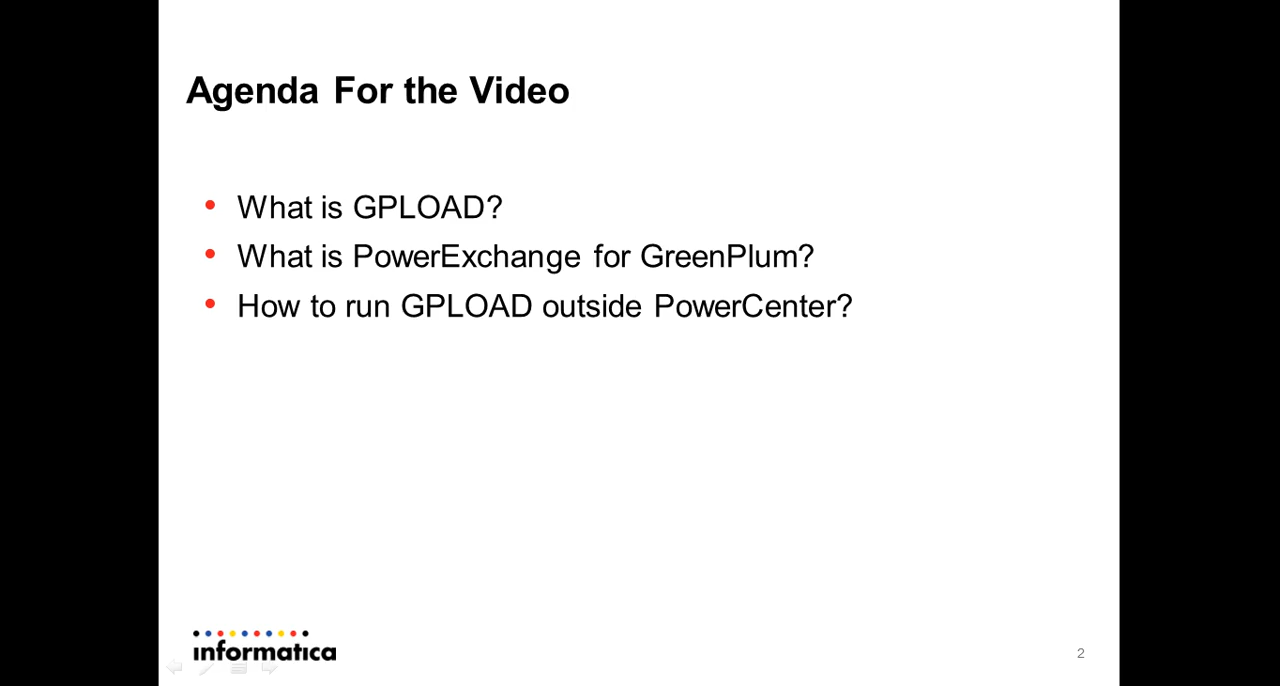 Agenda For the Video
• What is GPLOAD?
• What is PowerExchange for GreenPlum?
• How to run GPLOAD outside PowerCenter?
informatica
2